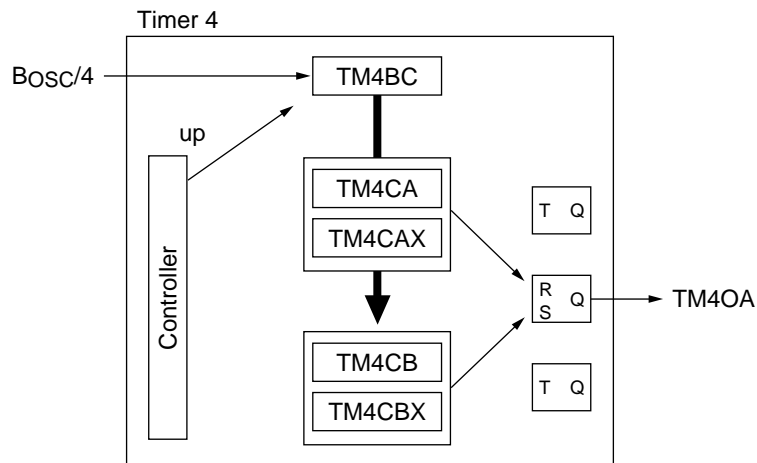 Timer 4
BOSC/4
TM4BC
up
TM4CA
TM4CAX
T Q
Controller
R
S
Q
TM4OA
TM4CB
TM4CBX
T Q